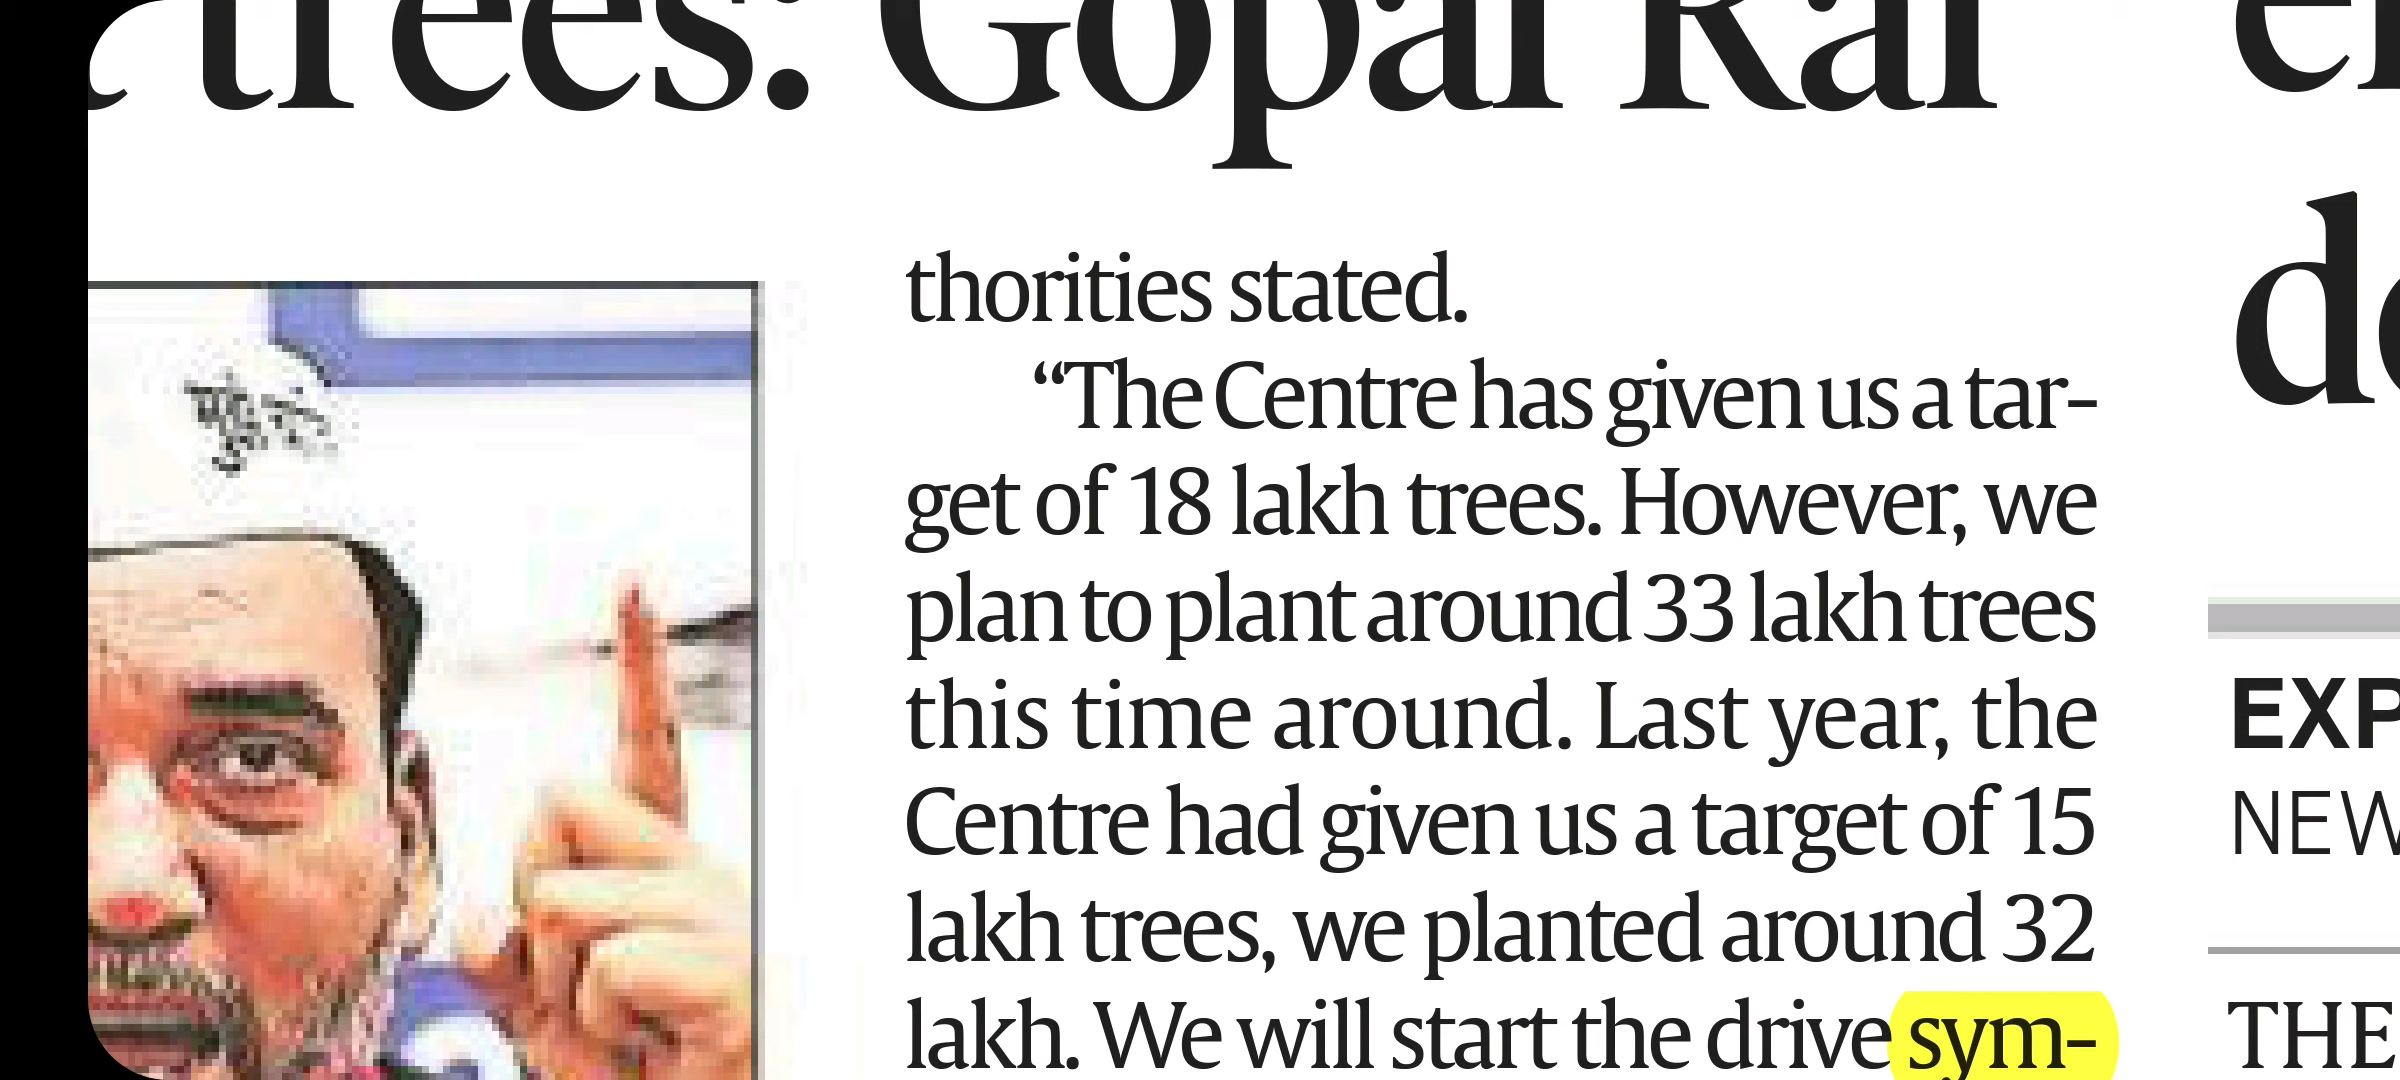 trees: Gopal Rai
thorities stated.
“The Centre has given us a tar-
get of 18 lakh trees. However, we
plan to plant around 33 lakh trees
this time around. Last year, the
Centre had given us a target of 15
lakh trees, we planted around 32
lakh. We will start the drive sym-
EXP
NEW
THE